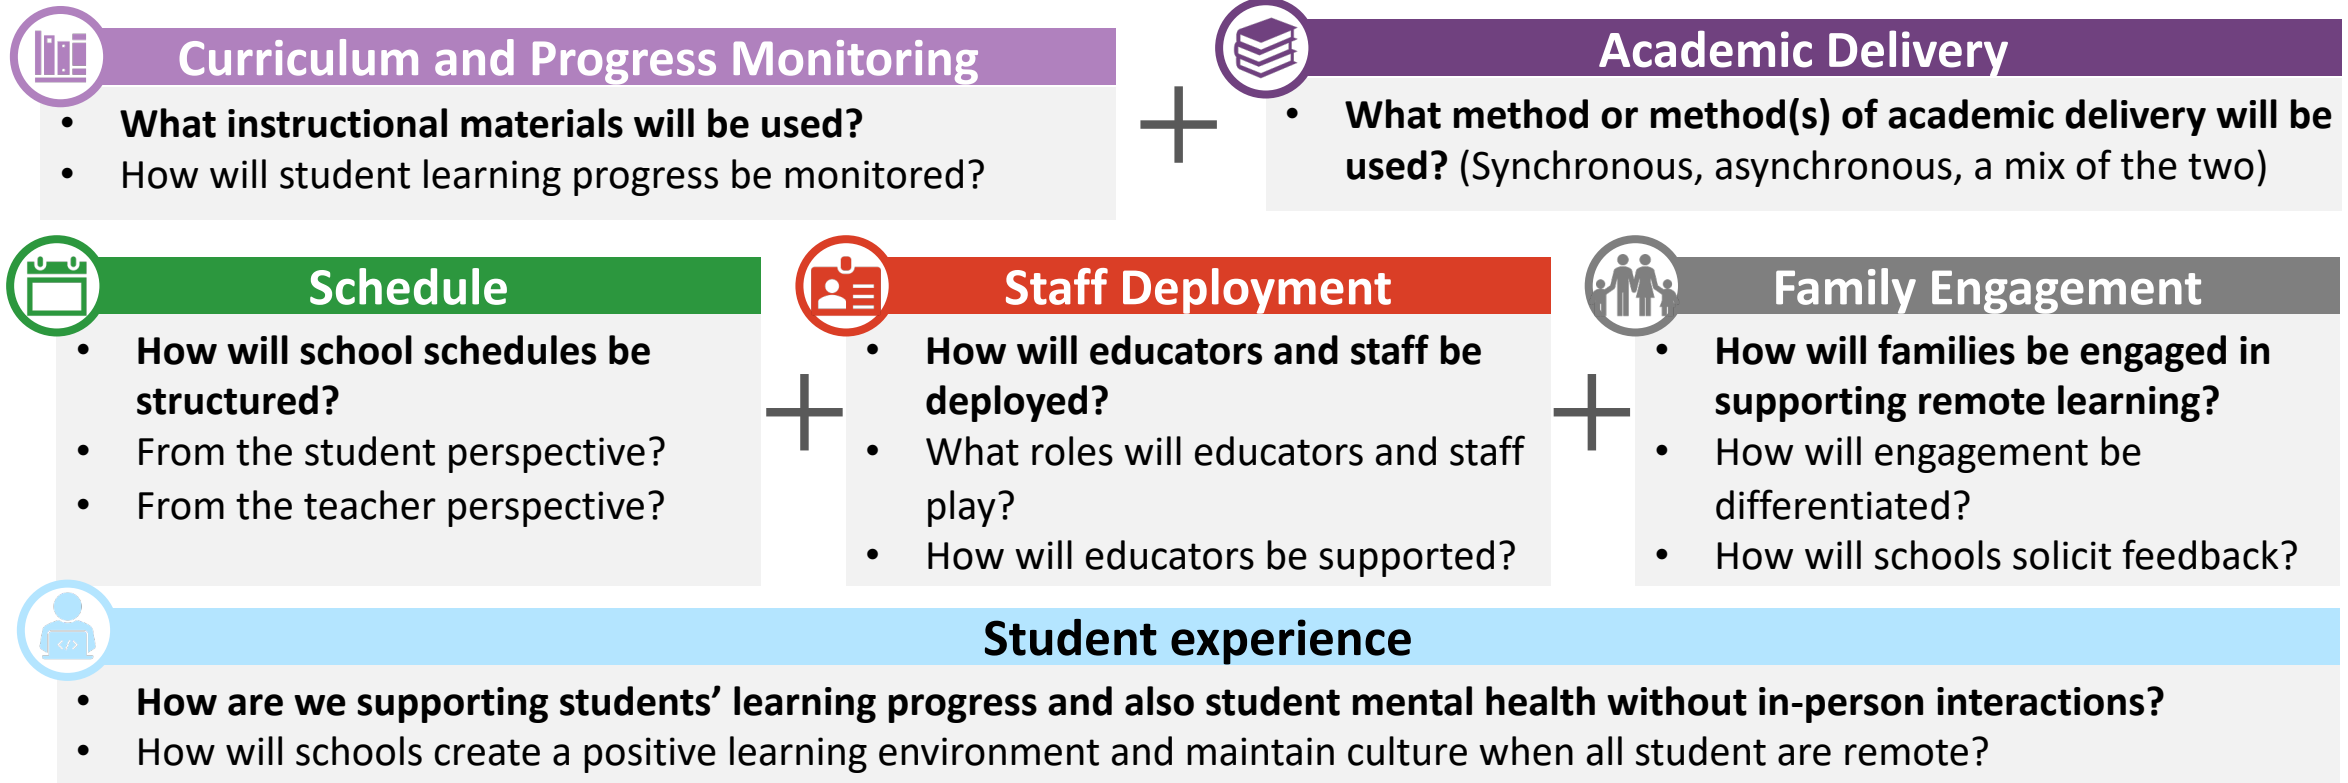 Curriculum and Progress Monitoring
• What instructional materials will be used?
• How will student learning progress be monitored?
Academic Delivery
• What method or method(s) of academic delivery will be
used? (Synchronous, asynchronous, a mix of the two)
Schedule
• How will school schedules be
structured?
• From the student perspective?
• From the teacher perspective?
Staff Deployment
• How will educators and staff be
deployed?
• What roles will educators and staff
play?
• How will educators be supported?
Family Engagement
• How will families be engaged in
supporting remote learning?
• How will engagement be
differentiated?
• How will schools solicit feedback?
Student experience
• How are we supporting students’ learning progress and also student mental health without in-person interactions?
• How will schools create a positive learning environment and maintain culture when all student are remote?